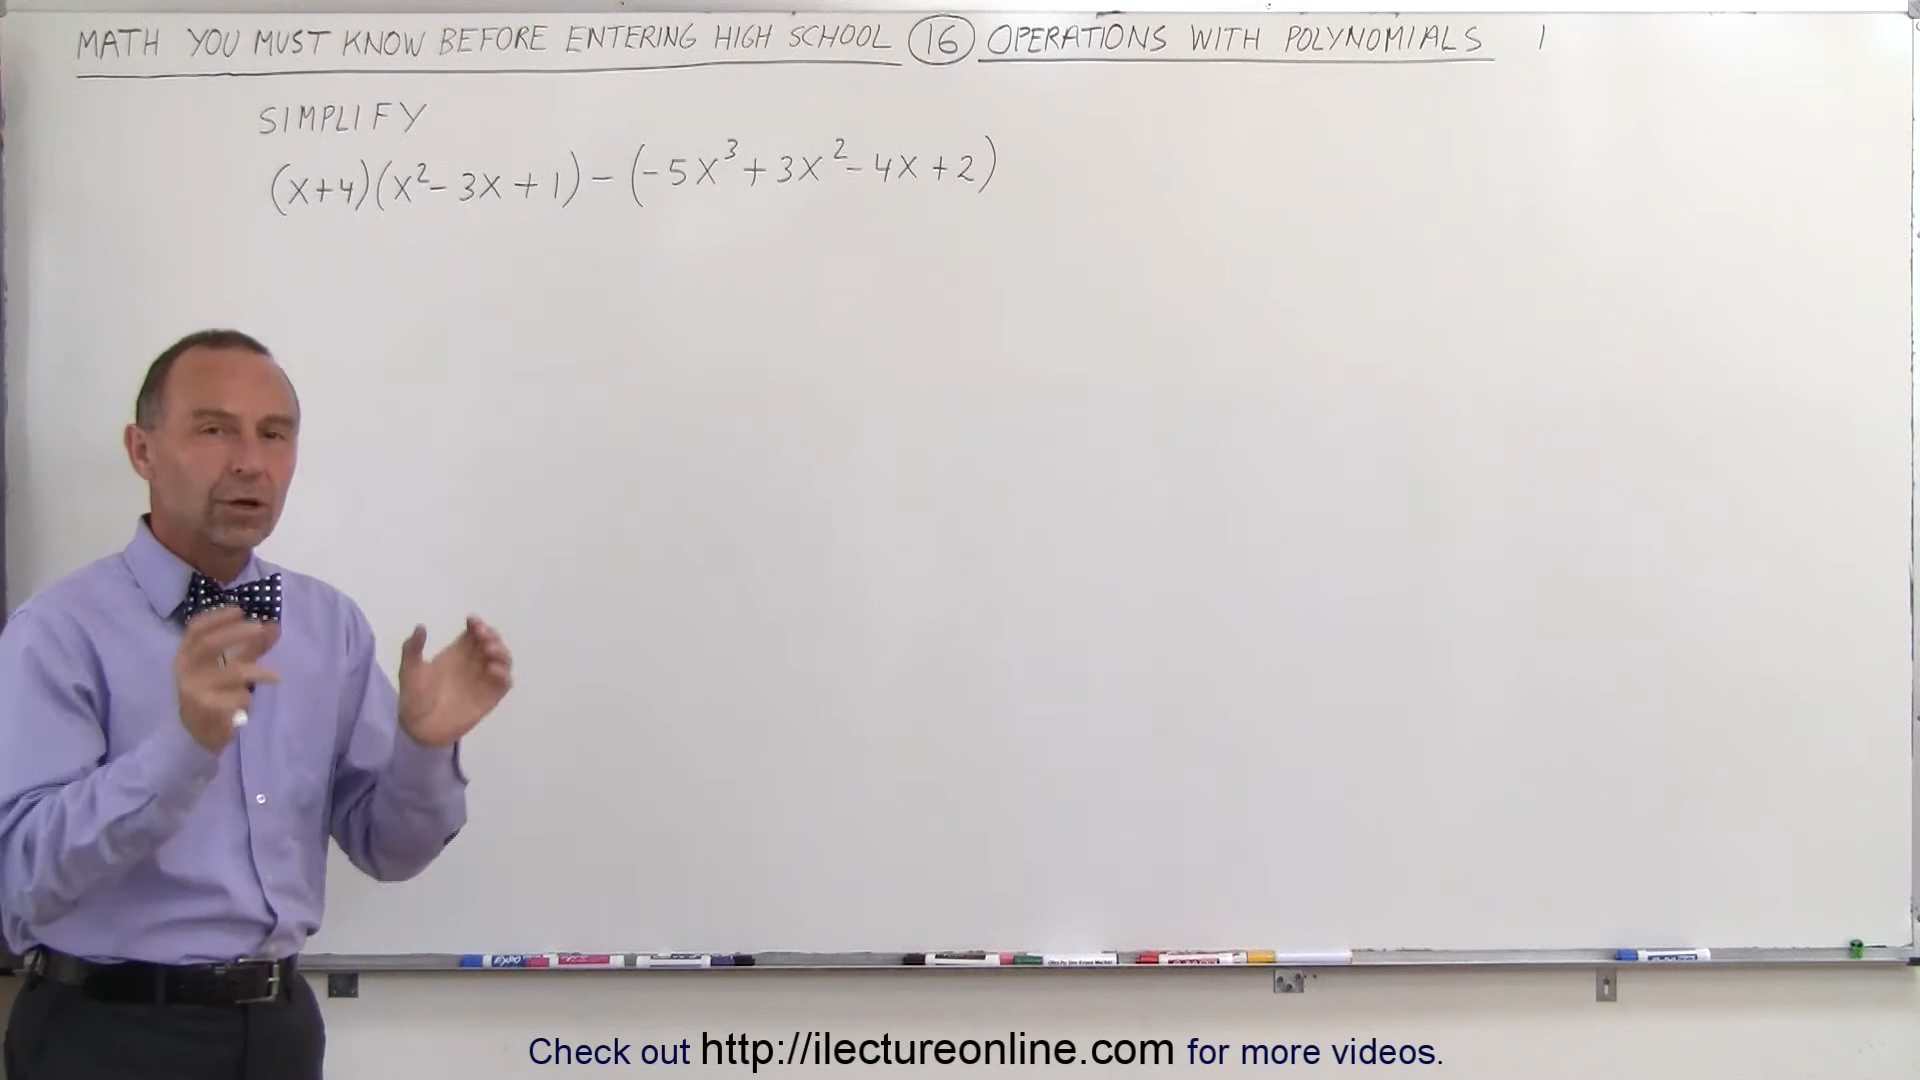 MATH YOU MUST KNOW BEFORE ENTERING HIGH SCHOOL 16 OPERATIONS WITH POLYNOMIALS 1
SIMPLIFY
(x+4)(x²-3x+1)-(-5x³+3x²-4x+2)
Check out http://ilectureonline.com for more videos.